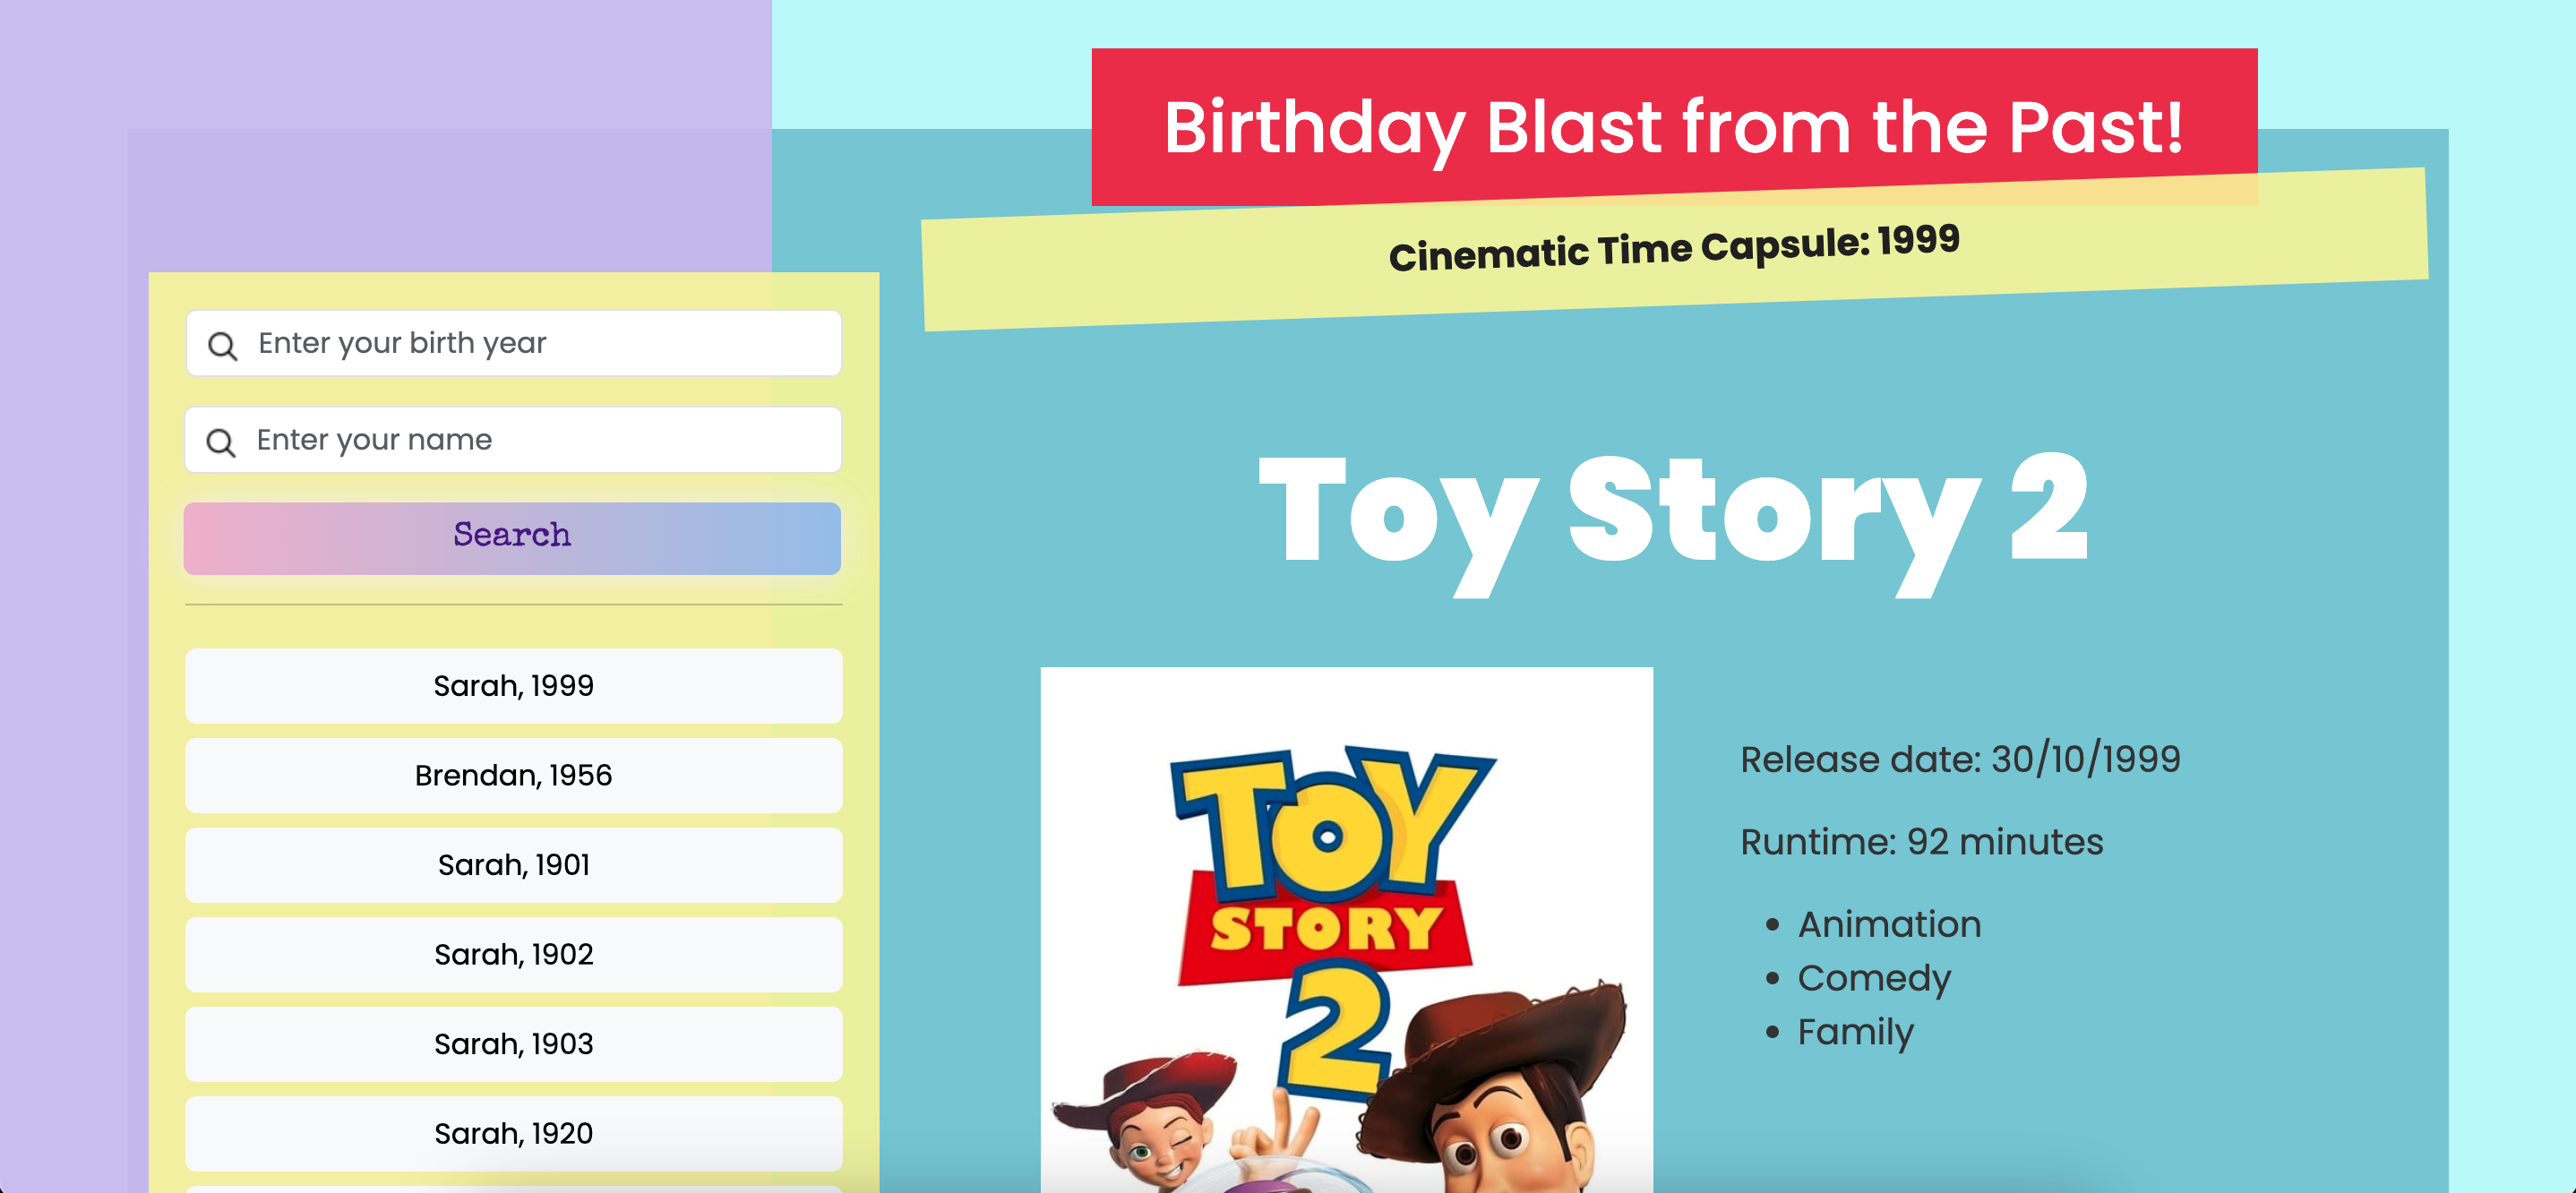 Birthday Blast from the Past!
Cinematic Time Capsule: 1999
Enter your birth year
Enter your name
Search
Sarah, 1999
Brendan, 1956
Sarah, 1901
Sarah, 1902
Sarah, 1903
Sarah, 1920
Toy Story 2
TOY
STORY
2
Release date: 30/10/1999
Runtime: 92 minutes
• Animation
• Comedy
• Family